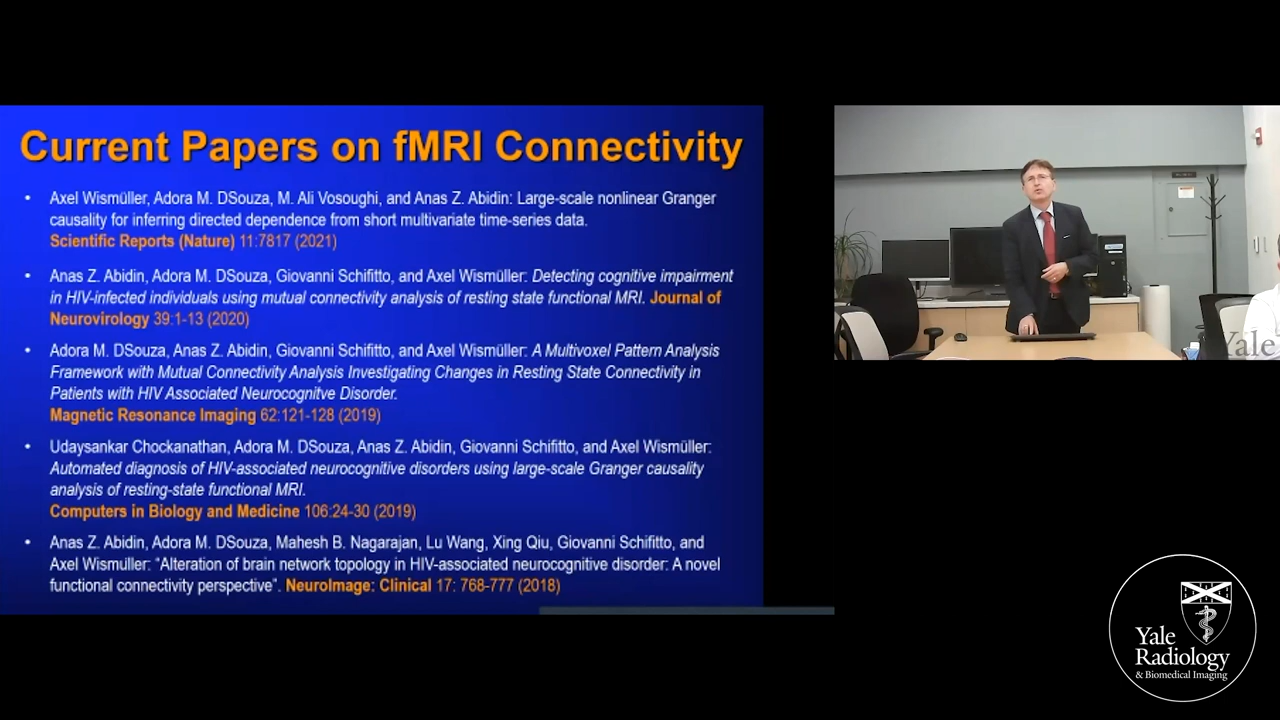 Current Papers on fMRI Connectivity
• Axel Wismüller, Adora M. DSouza, M. Ali Vosoughi, and Anas Z. Abidin: Large-scale nonlinear Granger
causality for inferring directed dependence from short multivariate time-series data.
Scientific Reports (Nature) 11:7817 (2021)
• Anas Z. Abidin, Adora M. DSouza, Giovanni Schifitto, and Axel Wismüller: Detecting cognitive impairment
in HIV-infected individuals using mutual connectivity analysis of resting state functional MRI. Journal of
Neurovirology 39:1-13 (2020)
• Adora M. DSouza, Anas Z. Abidin, Giovanni Schifitto, and Axel Wismüller: A Multivoxel Pattern Analysis
Framework with Mutual Connectivity Analysis Investigating Changes in Resting State Connectivity in
Patients with HIV Associated Neurocognitve Disorder.
Magnetic Resonance Imaging 62:121-128 (2019)
• Udaysankar Chockanathan, Adora M. DSouza, Anas Z. Abidin, Giovanni Schifitto, and Axel Wismüller:
Automated diagnosis of HIV-associated neurocognitive disorders using large-scale Granger causality
analysis of resting-state functional MRI.
Computers in Biology and Medicine 106:24-30 (2019)
• Anas Z. Abidin, Adora M. DSouza, Mahesh B. Nagarajan, Lu Wang, Xing Qiu, Giovanni Schifitto, and
Axel Wismüller: "Alteration of brain network topology in HIV-associated neurocognitive disorder: A novel
functional connectivity perspective". NeuroImage: Clinical 17: 768-777 (2018)
Yale
Yale
Radiology
& Biomedical Imaging